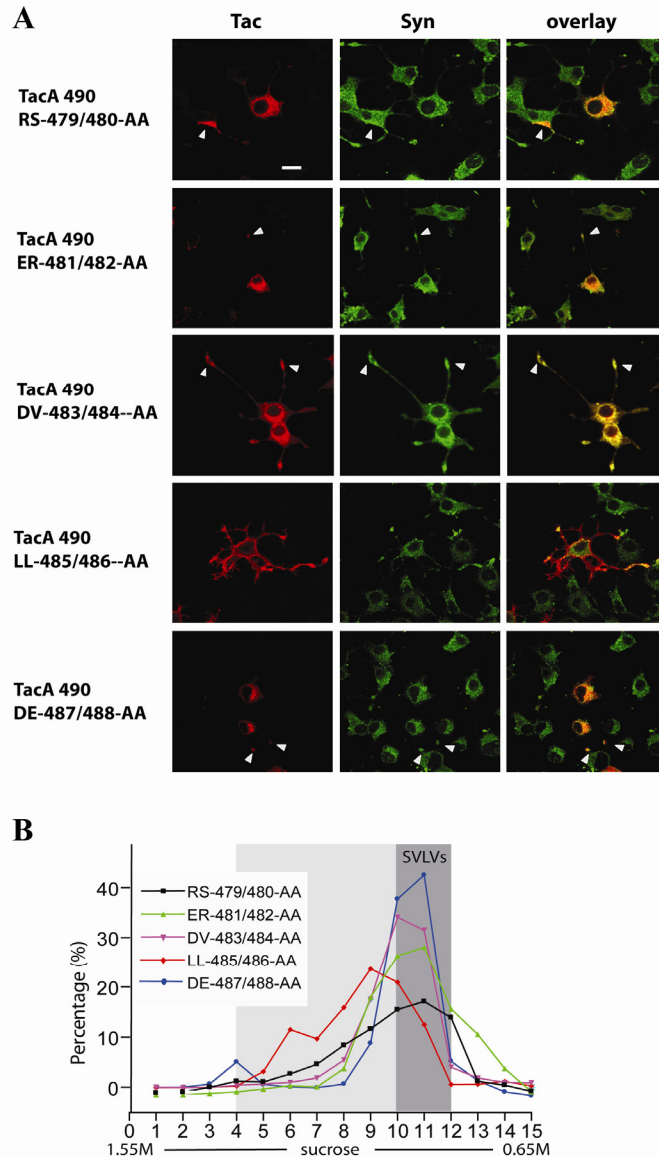 A
Tac Syn overlay
TacA 490
RS-479/480-AA
TacA 490
ER-481/482-AA
TacA 490
DV-483/484--AA
TacA 490
LL-485/486--AA
TacA 490
DE-487/488-AA
B
SVLVs
RS-479/480-AA
ER-481/482-AA
DV-483/484-AA
LL-485/486-AA
DE-487/488-AA
Percentage (%)
40
30
20
10
0
0 1 2 3 4 5 6 7 8 9 10 11 12 13 14 15
1.55M sucrose 0.65M